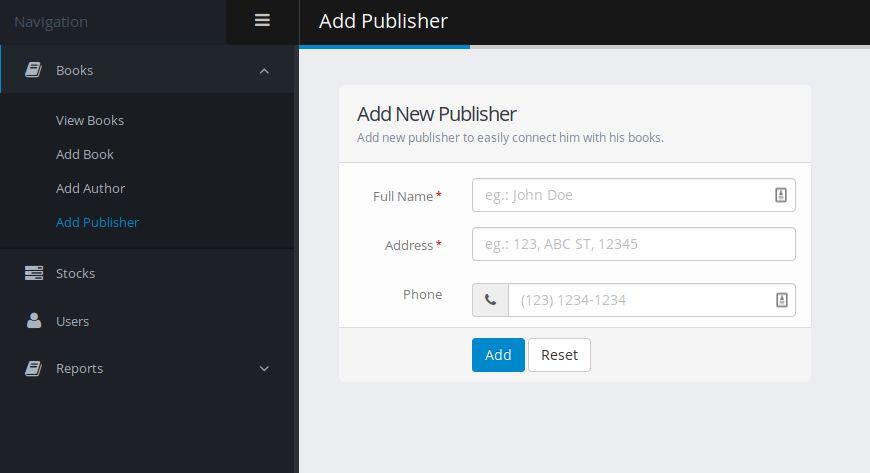 Navigation
Add Publisher
Books
View Books
Add Book
Add Author
Add Publisher
Stocks
Users
Reports
Add New Publisher
Add new publisher to easily connect him with his books.
Full Name * eg.: John Doe
Address * eg.: 123, ABC ST, 12345
Phone (123) 1234-1234
Add Reset